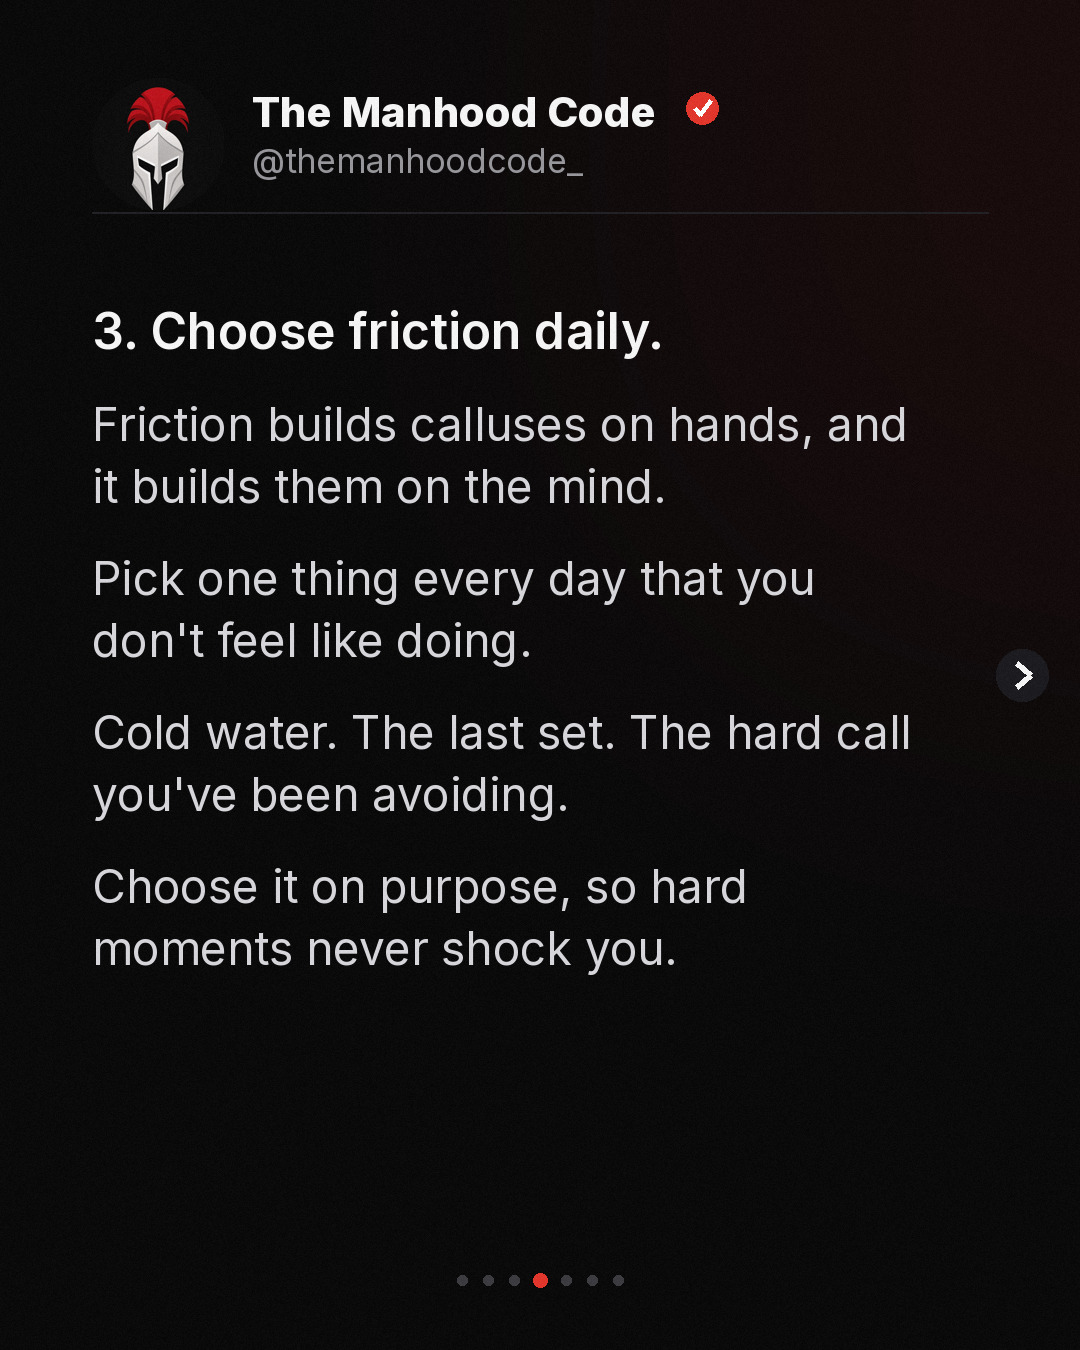 The Manhood Code
@themanhoodcode_
3. Choose friction daily.
Friction builds calluses on hands, and
it builds them on the mind.
Pick one thing every day that you
don't feel like doing.
Cold water. The last set. The hard call
you've been avoiding.
Choose it on purpose, so hard
moments never shock you.